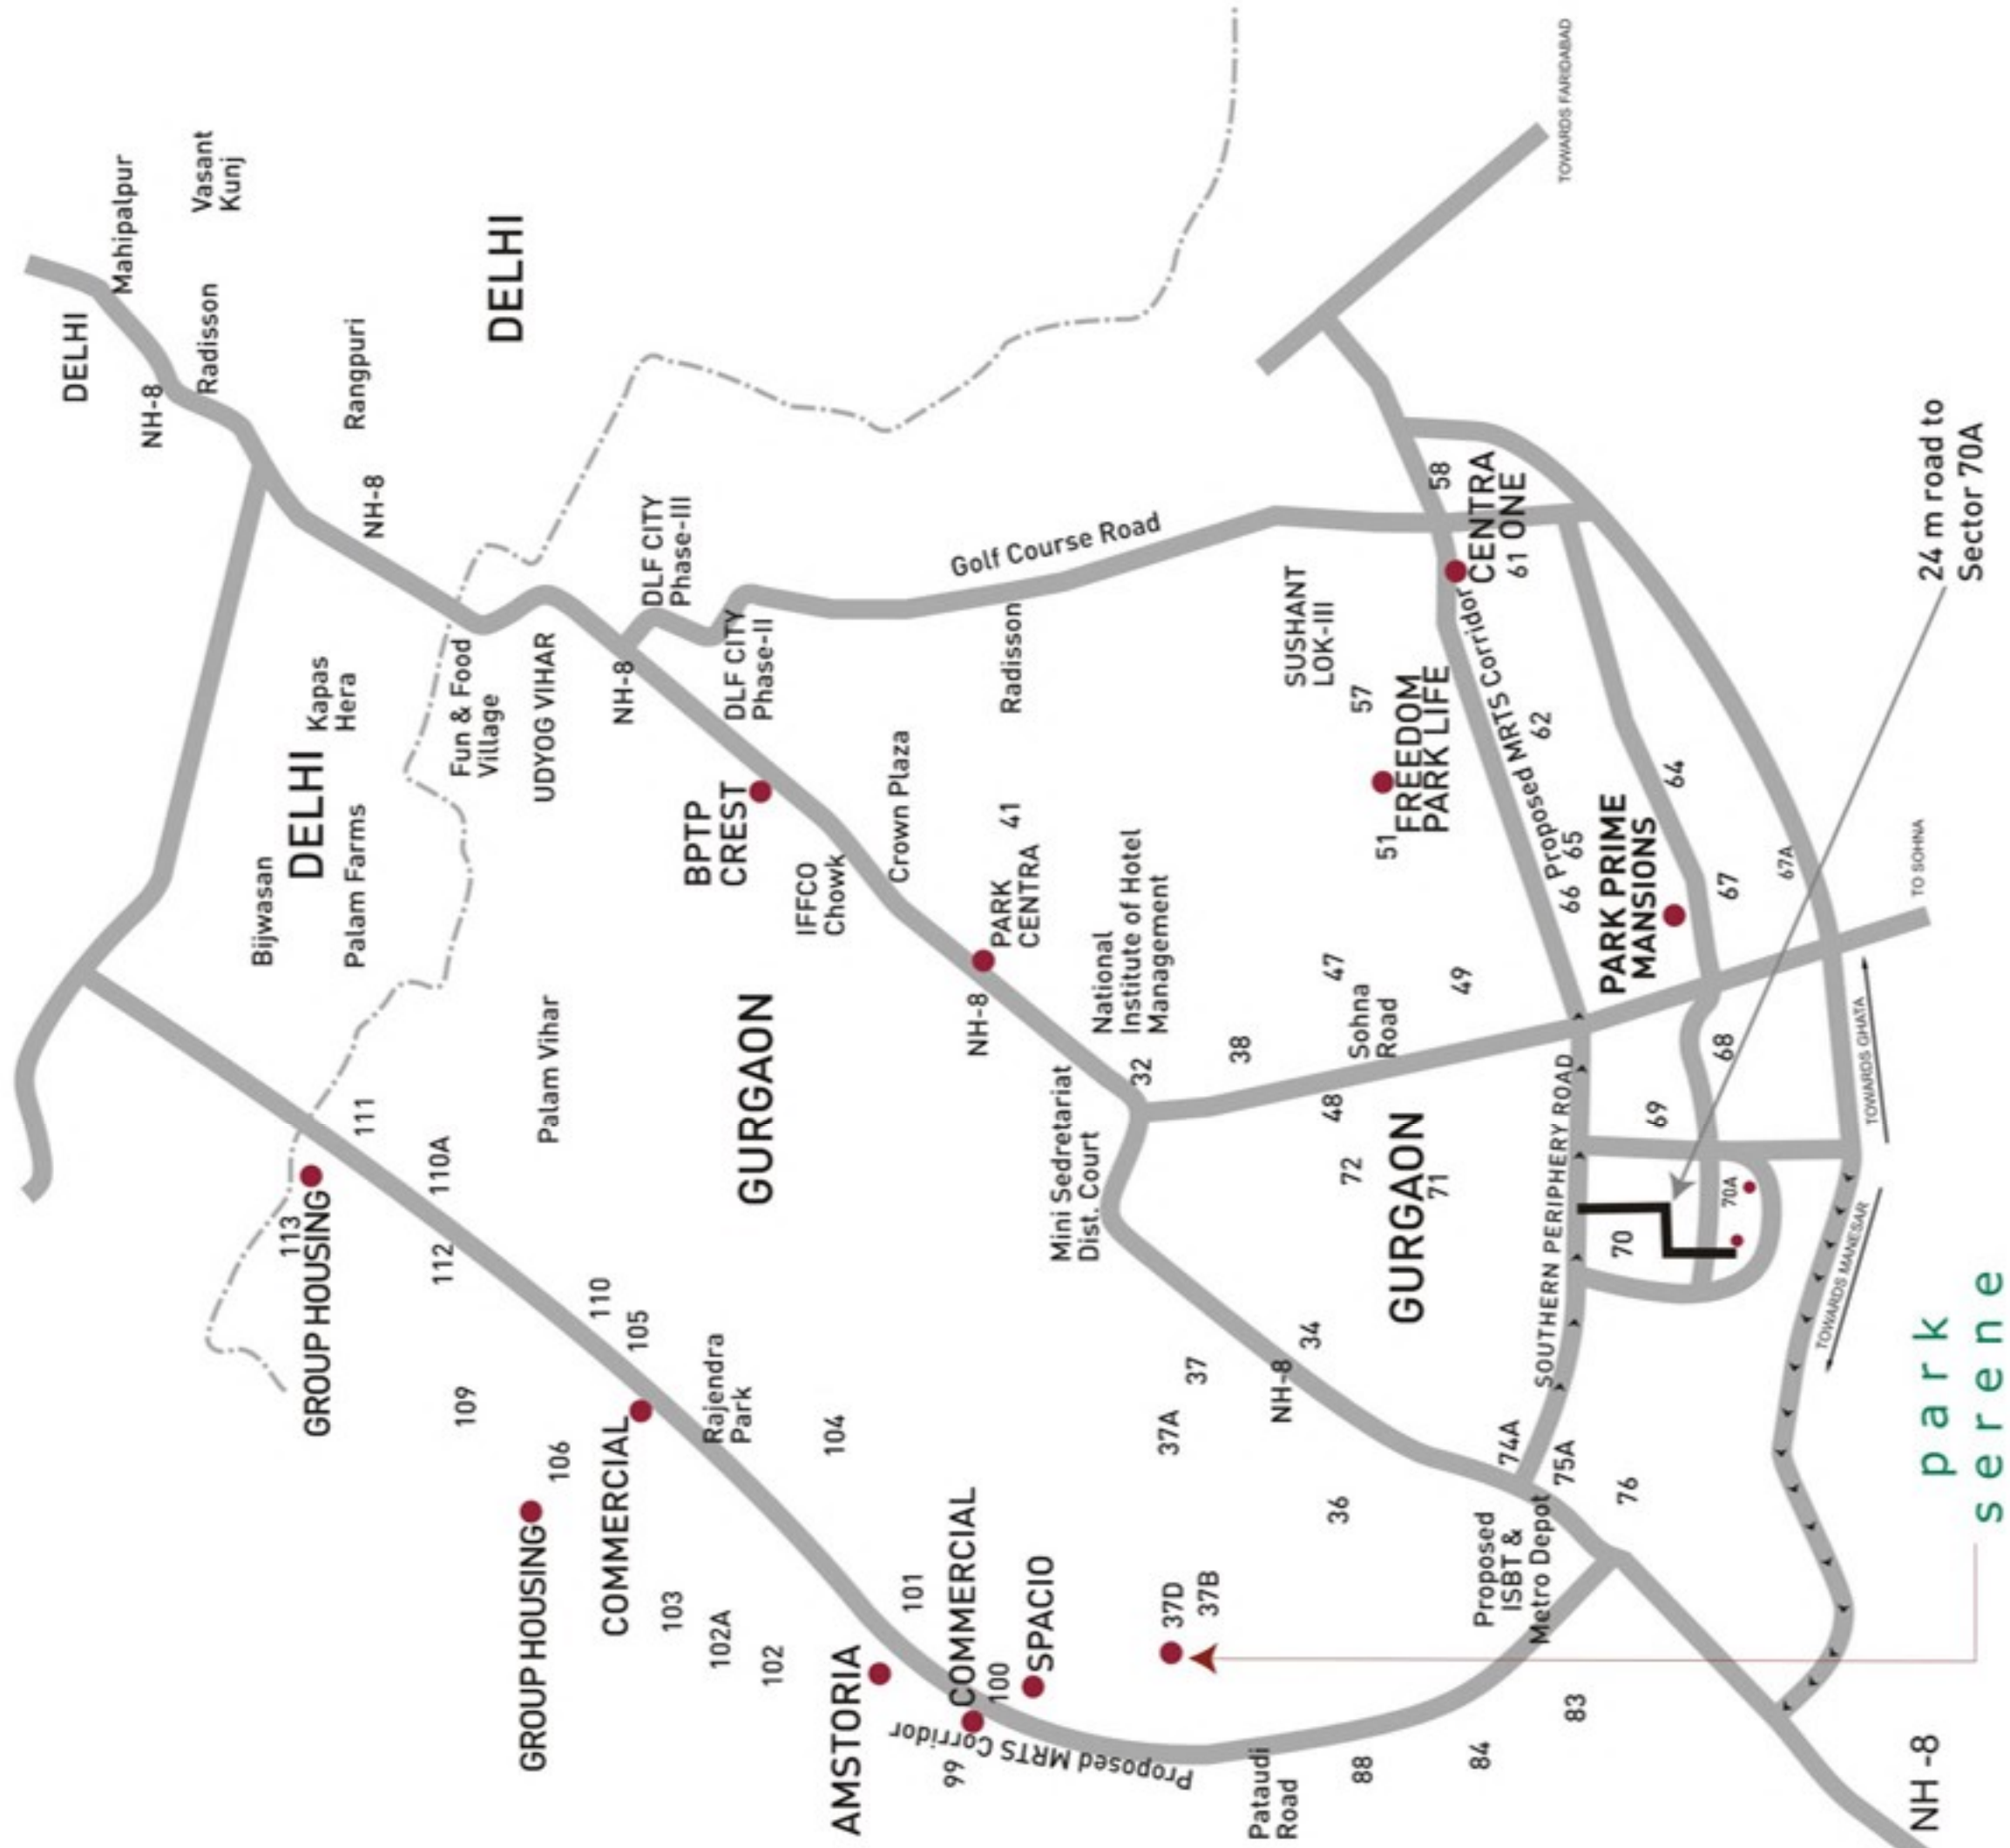 DELHI
Mahipalpur
NH-8
Radisson
Vasant
Kunj
Rangpuri
NH-8
DELHI
Bijwasan
DELHI
Kapas
Hera
Palam Farms
Fun & Food
Village
UDYOG VIHAR
NH-8
DLF CITY
Phase-III
DLF CITY
Phase-II
BPTP
CREST
IFFCO
Chowk
Crown Plaza
Golf Course Road
Radisson
PARK
CENTRA
41
NH-8
National
Institute of Hotel
Management
32
Mini Sedretariat
Dist. Court
GURGAON
Palam Vihar
111
110A
113
GROUP HOUSING
112
110
105
109
106
GROUP HOUSING
COMMERCIAL
Rajendra
Park
104
103
102A
102
101
AMSTORIA
COMMERCIAL
100
SPACIO
99
Proposed MRTS Corridor
37D
37B
37A
37
NH-8
34
36
Pataudi
Road
88
84
83
Proposed
ISBT &
Metro Depot
74A
75A
76
38
47
Sohna
Road
48
49
72
GURGAON
71
SUSHANT
LOK-III
57
FREEDOM
PARK LIFE
51
58
CENTRA
61 ONE
Proposed MRTS Corridor
62
65
66
64
PARK PRIME
MANSIONS
67
67A
68
69
SOUTHERN PERIPHERY ROAD
70
70A
TOWARDS FARIDABAD
TO SOHNA
TOWARDS GHATA
TOWARDS MANESAR
24 m road to
Sector 70A
park
serene
NH -8